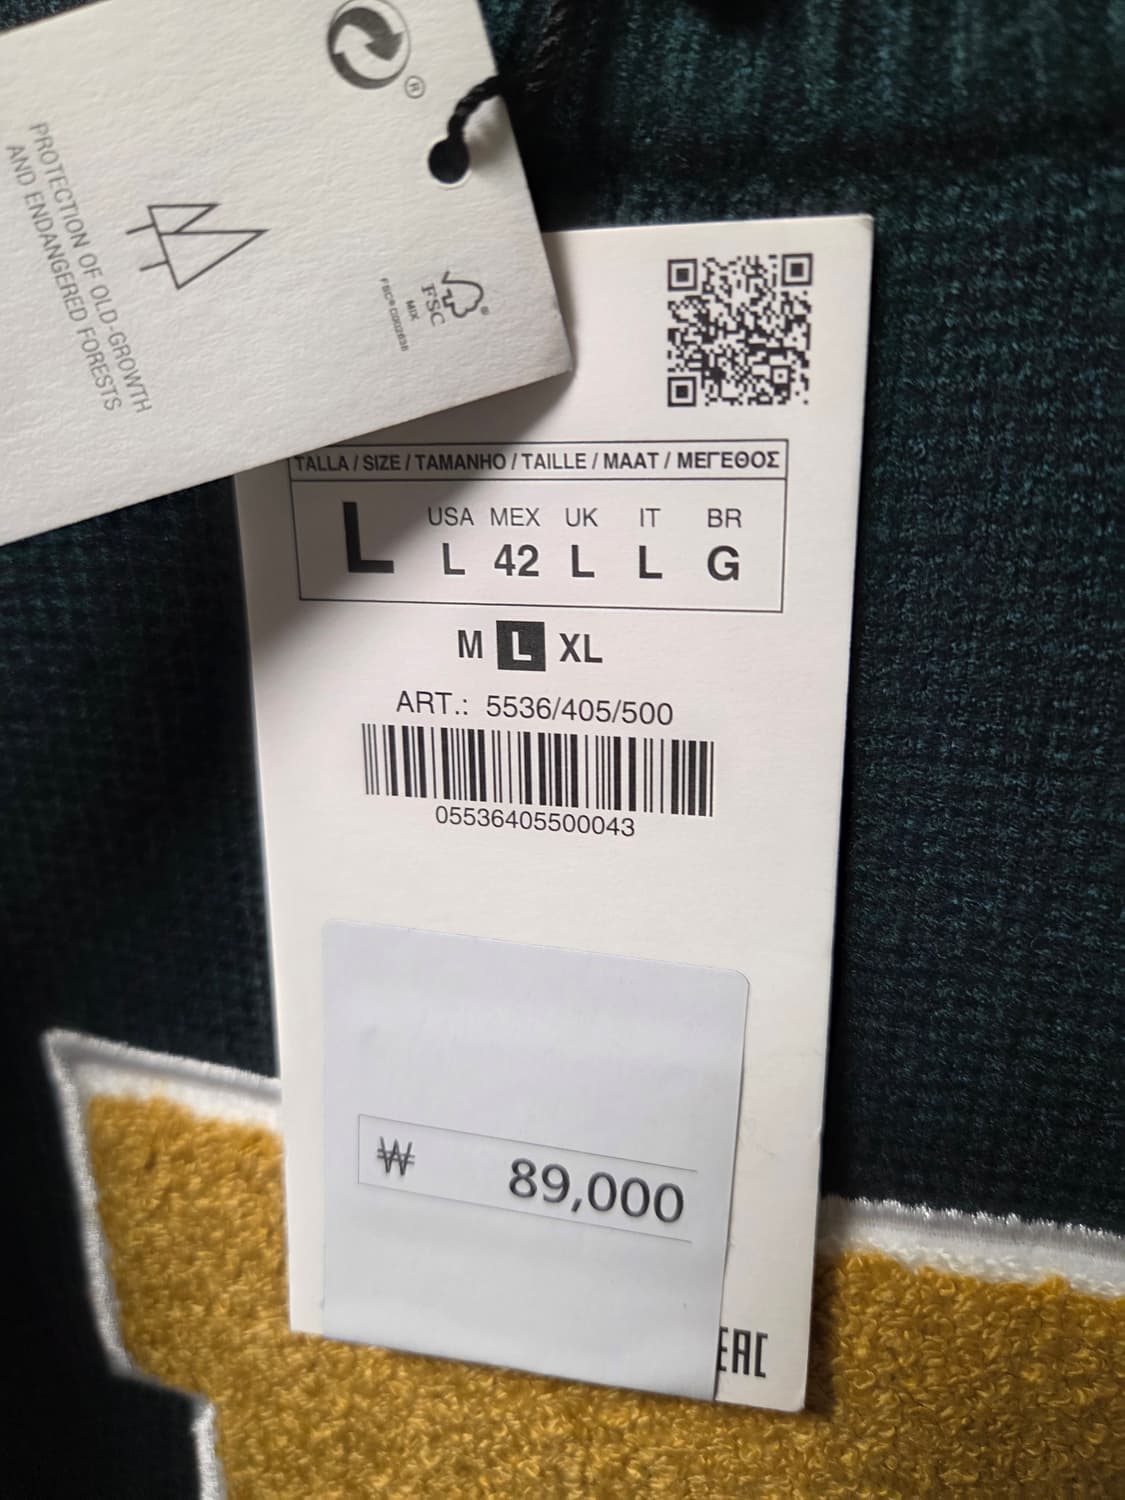 ®
PROTECTION OF OLD-GROWTH
AND ENDANGERED FORESTS
FSC
®
MIX
TALLA / SIZE / TAMANHO / TAILLE / MAAT / ΜΕΓΕΘΟΣ
L
USA MEX UK IT BR
L 42 L L G
M L XL
ART.: 5536/405/500
05536405500043
₩ 89,000
EAC